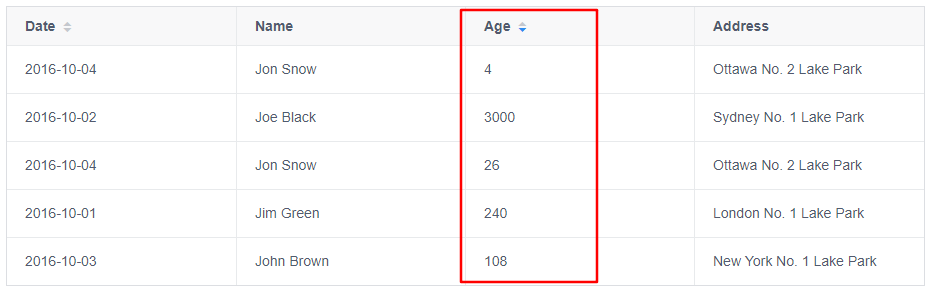 Date Name Age Address
2016-10-04 Jon Snow 4 Ottawa No. 2 Lake Park
2016-10-02 Joe Black 3000 Sydney No. 1 Lake Park
2016-10-04 Jon Snow 26 Ottawa No. 2 Lake Park
2016-10-01 Jim Green 240 London No. 1 Lake Park
2016-10-03 John Brown 108 New York No. 1 Lake Park